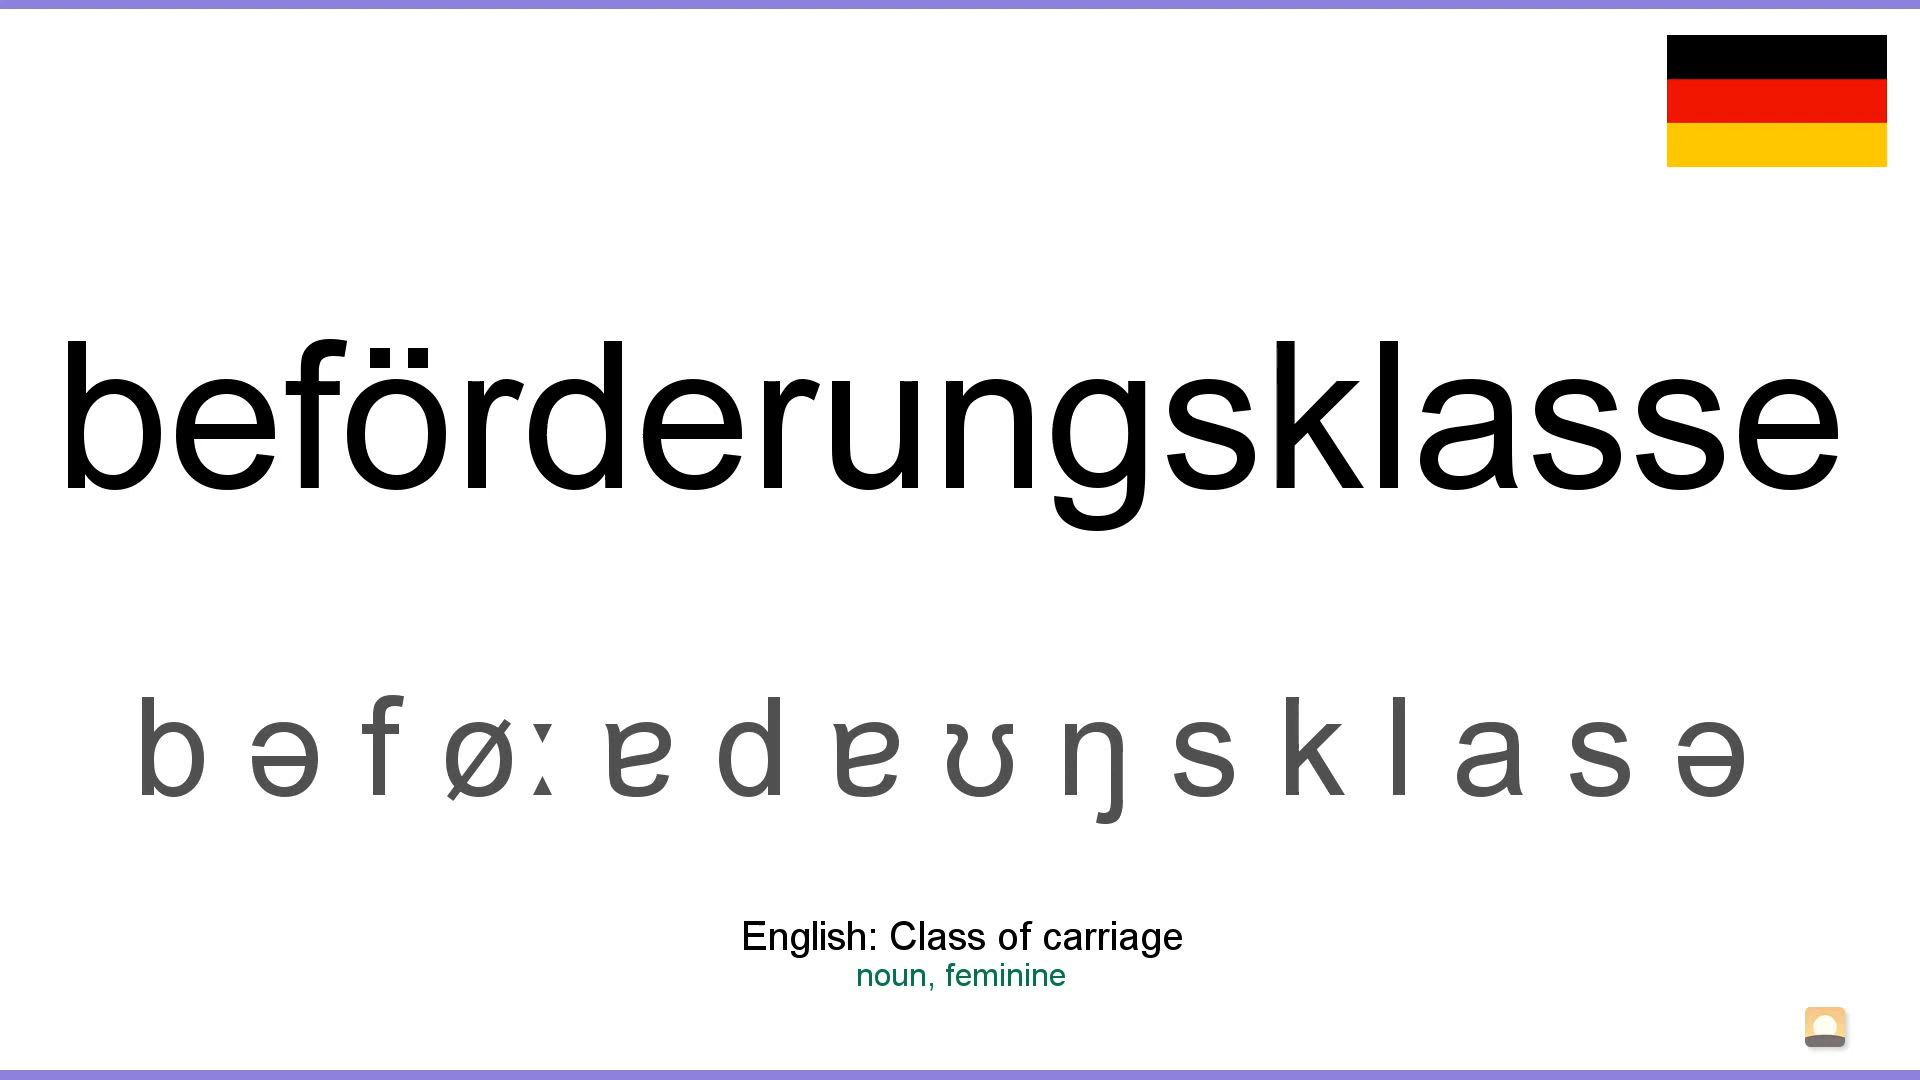 beförderungsklasse
b ə f øː ɐ d ɐ ʊ ŋ s k l a s ə
English: Class of carriage
noun, feminine